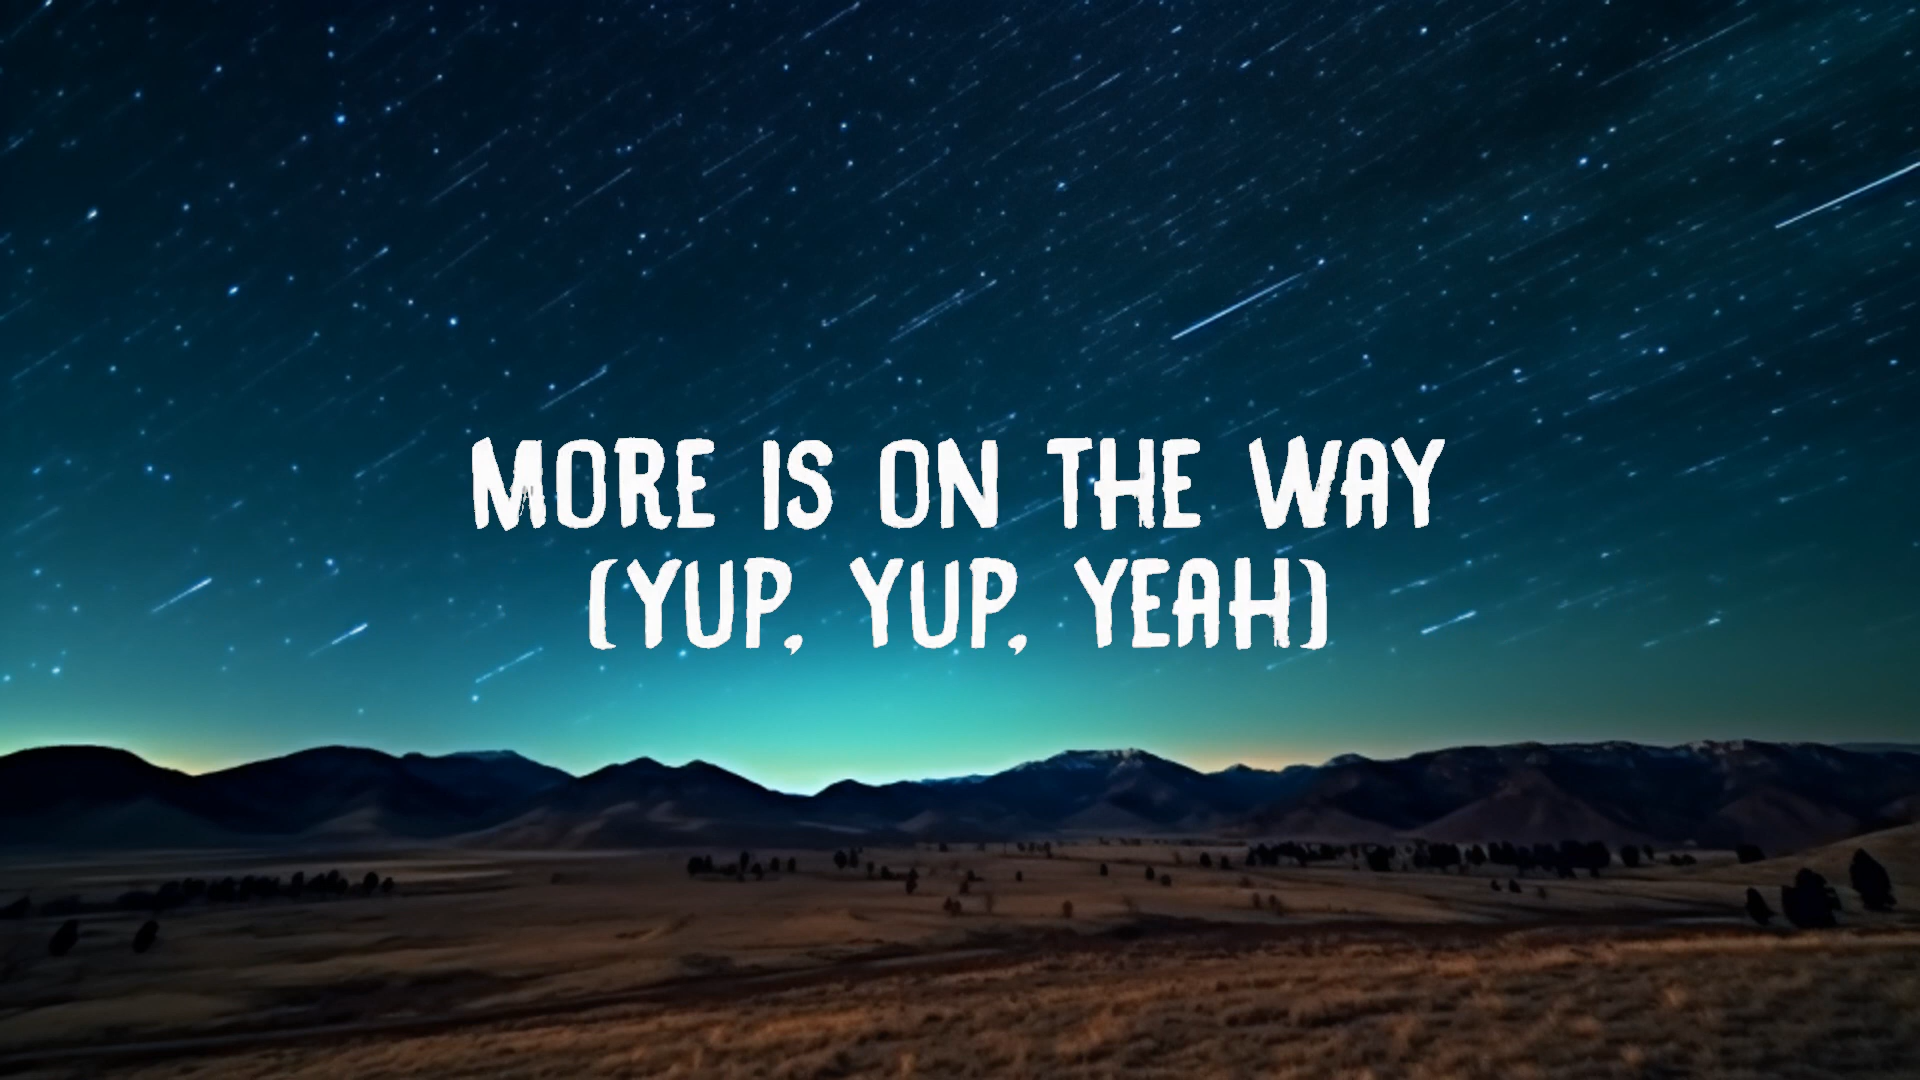 MORE IS ON THE WAY
(YUP, YUP, YEAH)